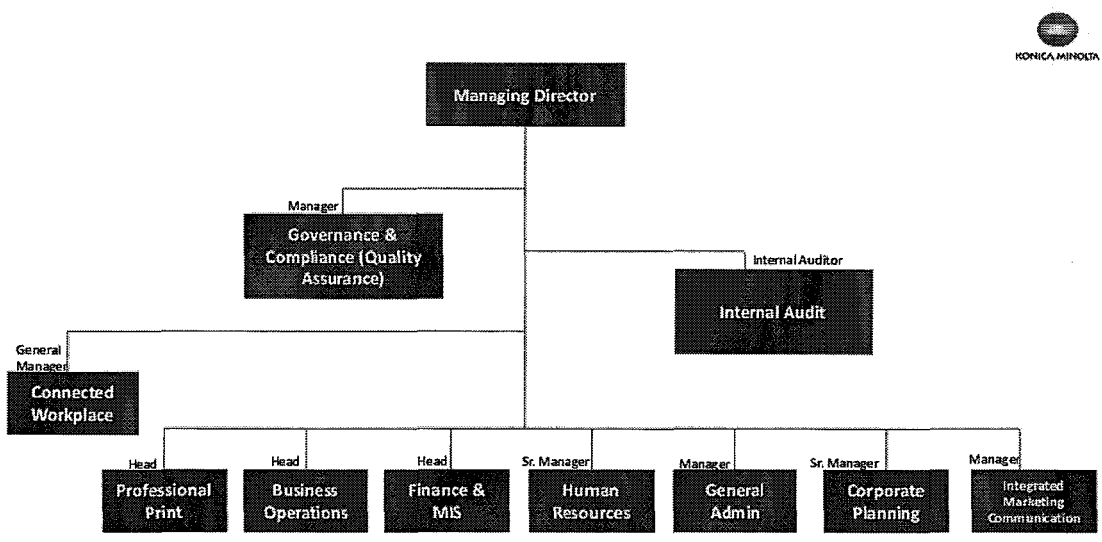 KONICA MINOLTA
Managing Director
Manager
Governance &
Compliance (Quality
Assurance)
Internal Auditor
Internal Audit
General
Manager
Connected
Workplace
Head
Professional
Print
Head
Business
Operations
Head
Finance &
MIS
Sr. Manager
Human
Resources
Manager
General
Admin
Sr. Manager
Corporate
Planning
Manager
Integrated
Marketing
Communication